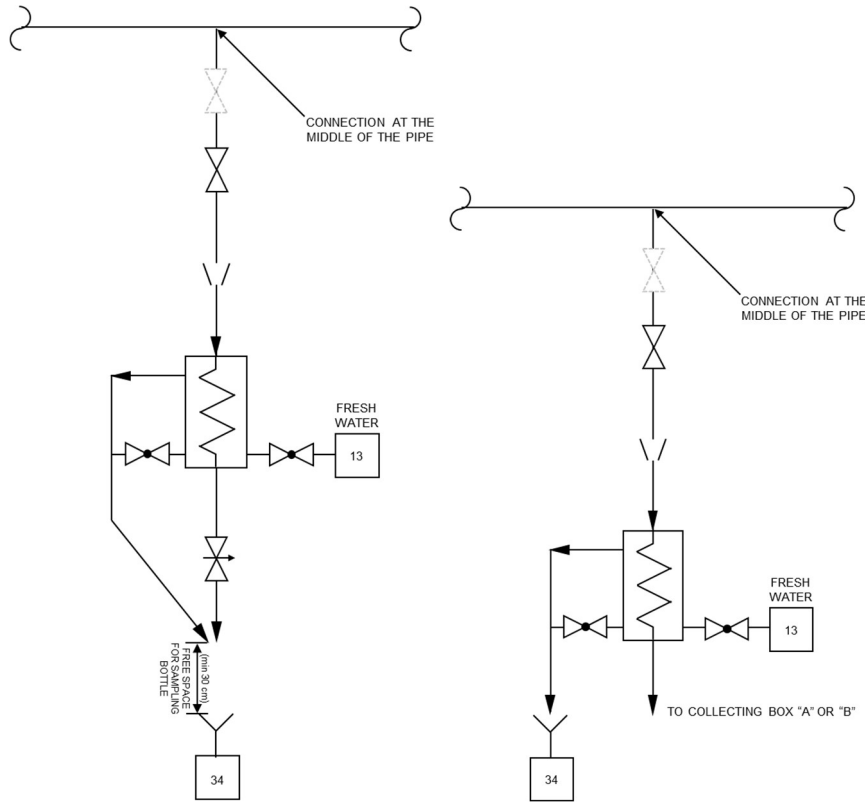 CONNECTION AT THE
MIDDLE OF THE PIPE
FRESH
WATER
13
(min 30 cm)
FREE SPACE
FOR SAMPLING
BOTTLE
34
CONNECTION AT THE
MIDDLE OF THE PIPE
FRESH
WATER
13
TO COLLECTING BOX “A” OR “B”
34